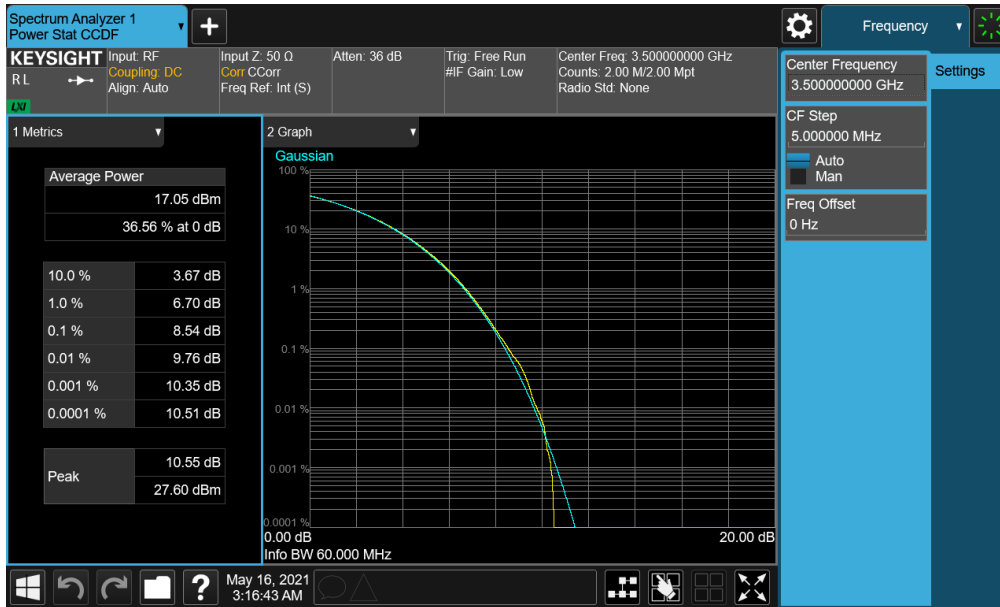 Spectrum Analyzer 1
Power Stat CCDF
+
Frequency
KEYSIGHT
R L
LXI
Input: RF
Coupling: DC
Align: Auto
Input Z: 50 Ω
Corr CCorr
Freq Ref: Int (S)
Atten: 36 dB
Trig: Free Run
#IF Gain: Low
Center Freq: 3.500000000 GHz
Counts: 2.00 M/2.00 Mpt
Radio Std: None
Center Frequency
3.500000000 GHz
Settings
CF Step
5.000000 MHz
Auto
Man
Freq Offset
0 Hz
1 Metrics
Average Power
17.05 dBm
36.56 % at 0 dB
10.0 % 3.67 dB
1.0 % 6.70 dB
0.1 % 8.54 dB
0.01 % 9.76 dB
0.001 % 10.35 dB
0.0001 % 10.51 dB
Peak
10.55 dB
27.60 dBm
2 Graph
Gaussian
100 %
10 %
1 %
0.1 %
0.01 %
0.001 %
0.0001 %
0.00 dB 20.00 dB
Info BW 60.000 MHz
?
May 16, 2021
3:16:43 AM